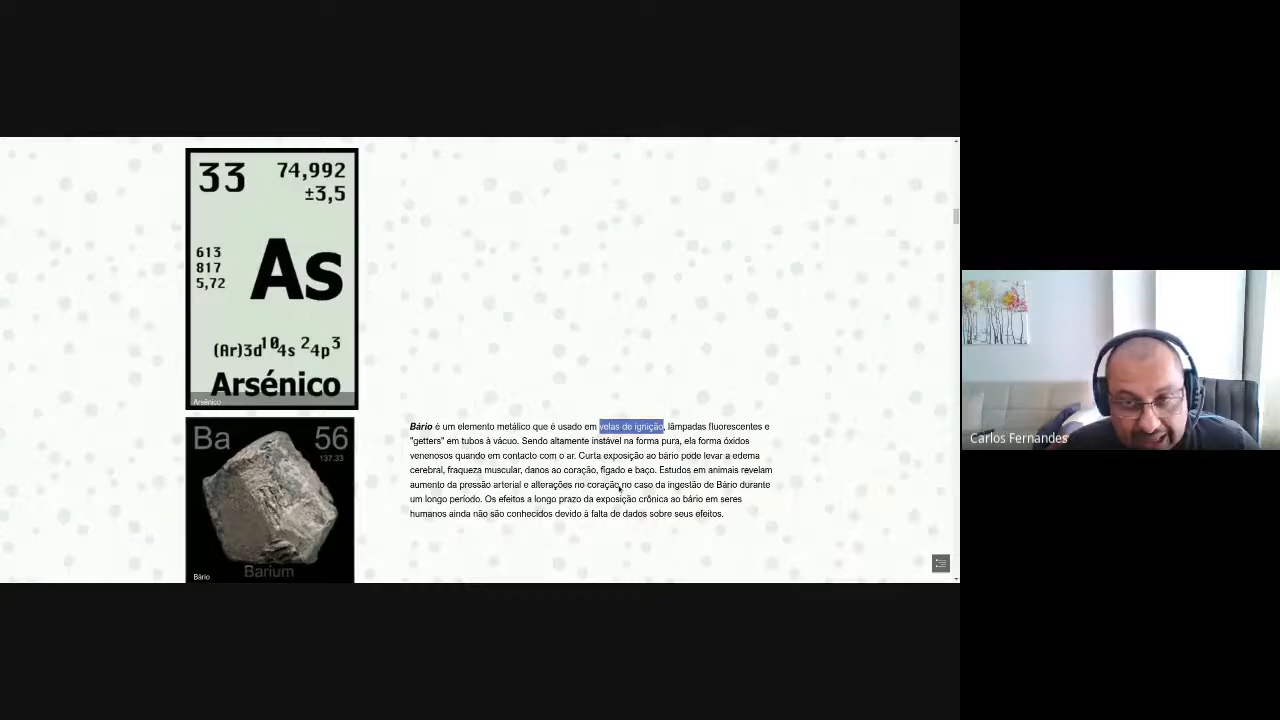 33
74,992
±3,5
613
817
5,72
As
(Ar)3d10 4s 2 4p3
Arsénico
Arsênico
Ba
56
137.33
Barium
Bário
Bário é um elemento metálico que é usado em velas de ignição, lâmpadas fluorescentes e
"getters" em tubos à vácuo. Sendo altamente instável na forma pura, ela forma óxidos
venenosos quando em contacto com o ar. Curta exposição ao bário pode levar a edema
cerebral, fraqueza muscular, danos ao coração, fígado e baço. Estudos em animais revelam
aumento da pressão arterial e alterações no coração no caso da ingestão de Bário durante
um longo período. Os efeitos a longo prazo da exposição crônica ao bário em seres
humanos ainda não são conhecidos devido à falta de dados sobre seus efeitos.
Carlos Fernandes